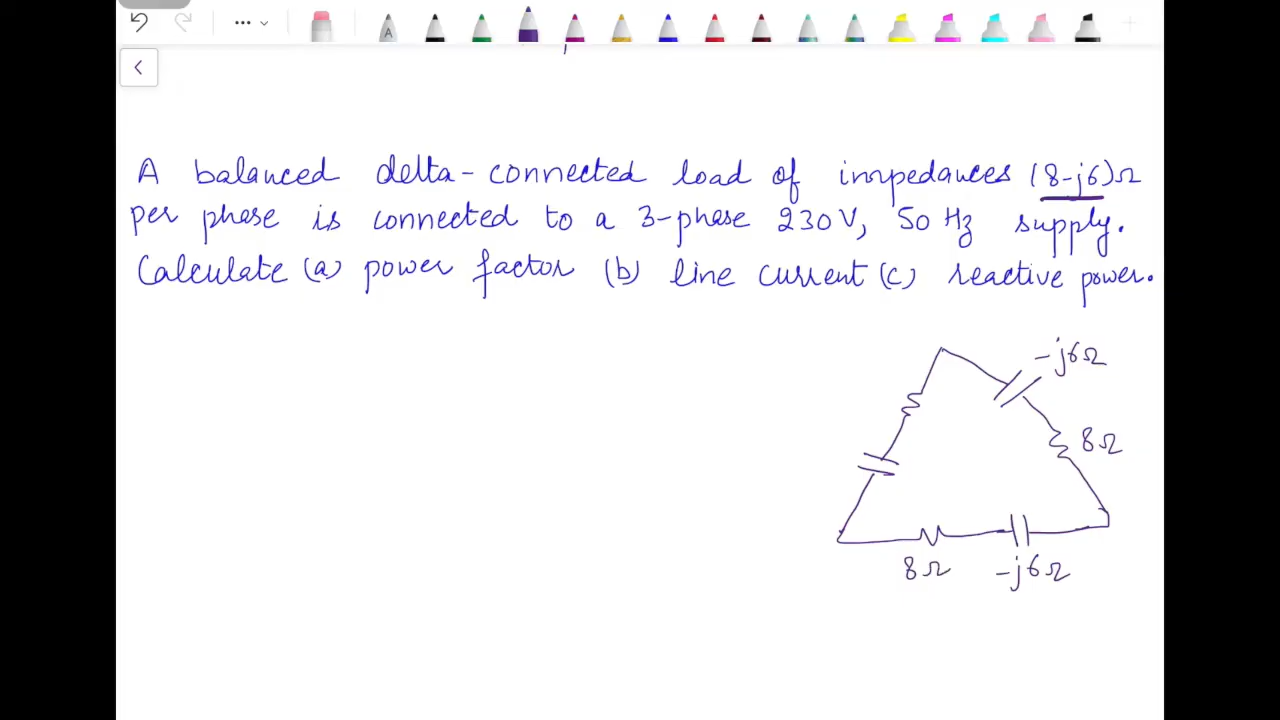 A balanced delta-connected load of impedances (8-j6)Ω
per phase is connected to a 3-phase 230V, 50 Hz supply.
Calculate (a) power factor (b) line current (c) reactive power.
-j6Ω
8Ω
8Ω -j6Ω